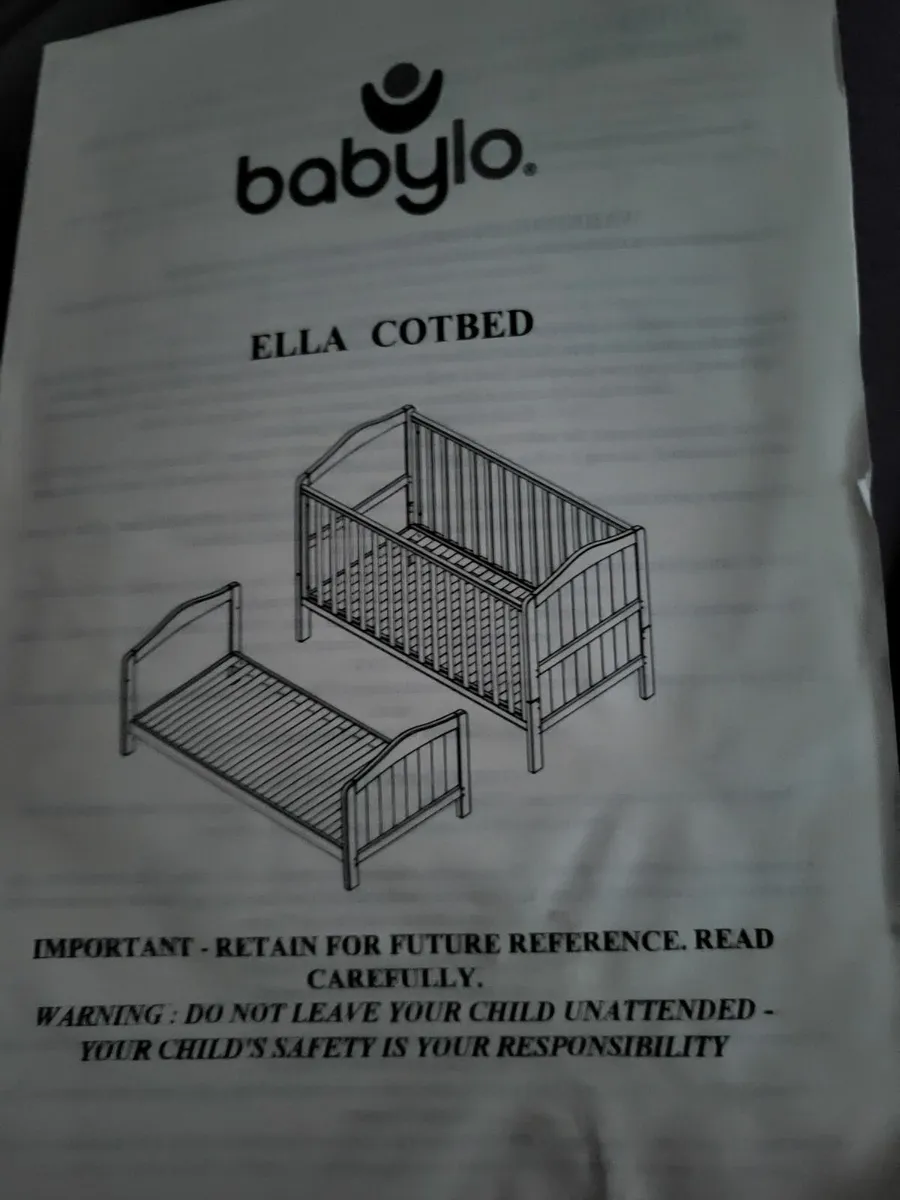 babylo®
ELLA COTBED
IMPORTANT - RETAIN FOR FUTURE REFERENCE. READ
CAREFULLY.
WARNING : DO NOT LEAVE YOUR CHILD UNATTENDED -
YOUR CHILD'S SAFETY IS YOUR RESPONSIBILITY